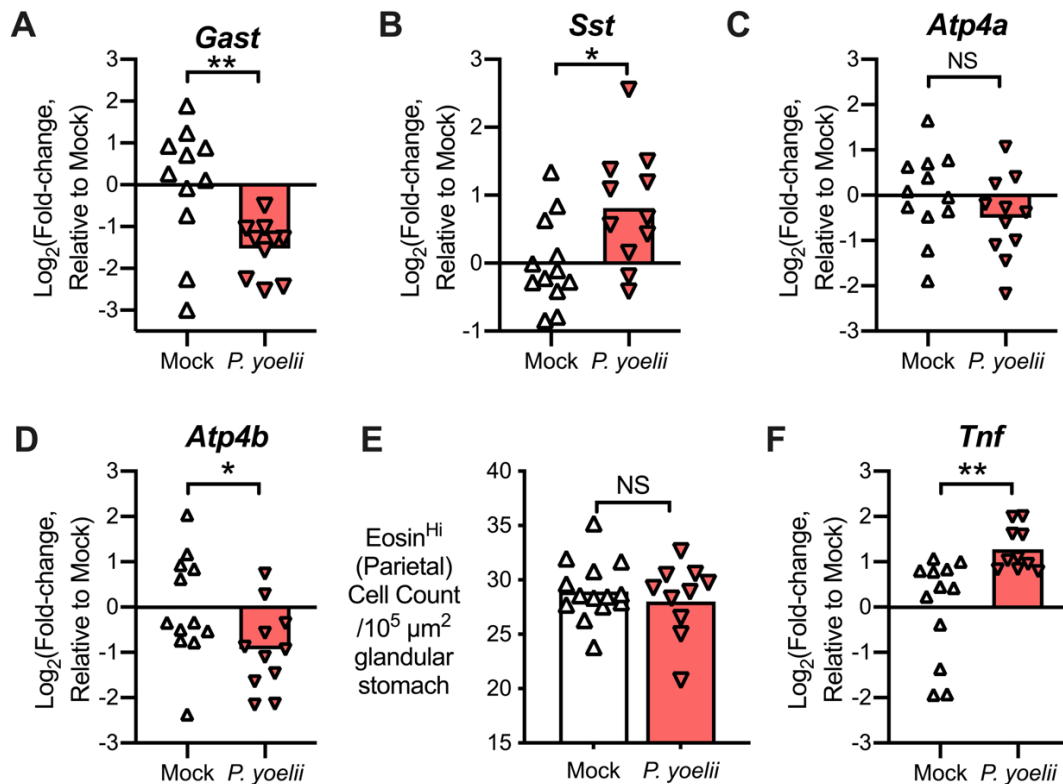 A
Gast
**
Log₂(Fold-change,
Relative to Mock)
3
2
1
0
-1
-2
-3
Mock P. yoelii
B
Sst
*
Log₂(Fold-change,
Relative to Mock)
3
2
1
0
-1
Mock P. yoelii
C
Atp4a
NS
Log₂(Fold-change,
Relative to Mock)
3
2
1
0
-1
-2
-3
Mock P. yoelii
D
Atp4b
*
Log₂(Fold-change,
Relative to Mock)
3
2
1
0
-1
-2
-3
Mock P. yoelii
E
NS
Eosin^Hi
(Parietal)
Cell Count
/10⁵ µm²
glandular
stomach
40
35
30
25
20
15
Mock P. yoelii
F
Tnf
**
Log₂(Fold-change,
Relative to Mock)
3
2
1
0
-1
-2
-3
Mock P. yoelii